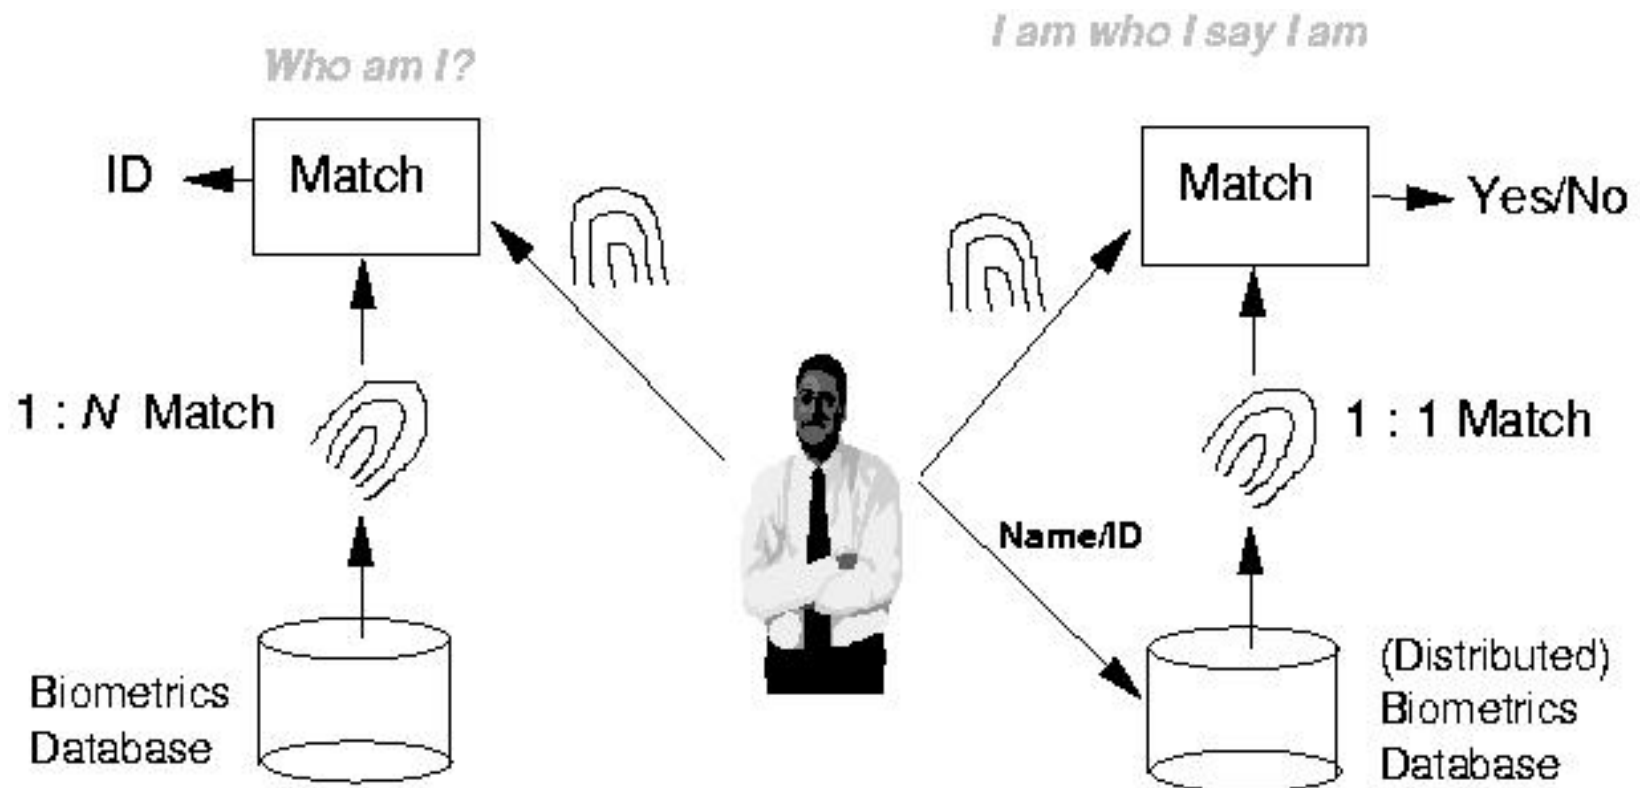 Who am I?
I am who I say I am
ID
Match
Match
Yes/No
1 : N Match
1 : 1 Match
Name/ID
Biometrics
Database
(Distributed)
Biometrics
Database